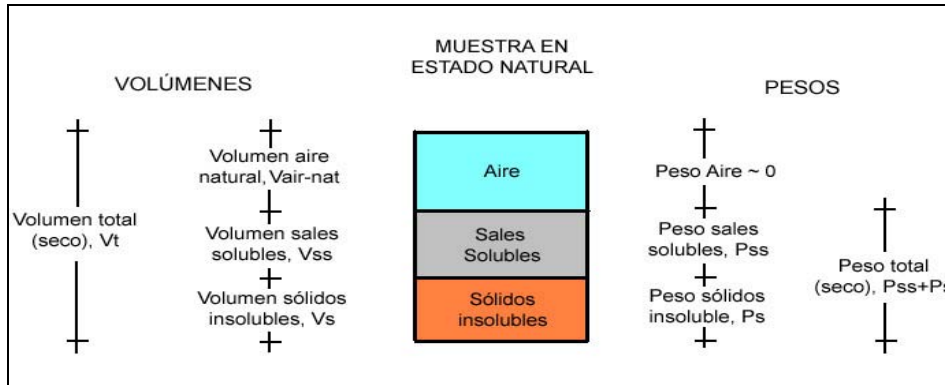 MUESTRA EN
ESTADO NATURAL
VOLÚMENES
PESOS
Volumen total
(seco), Vt
Volumen aire
natural, Vair-nat
Volumen sales
solubles, Vss
Volumen sólidos
insolubles, Vs
Aire
Sales
Solubles
Sólidos
insolubles
Peso Aire ~ 0
Peso sales
solubles, Pss
Peso sólidos
insoluble, Ps
Peso total
(seco), Pss+Ps